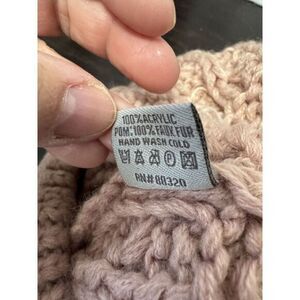 100%ACRYLIC
POM:100%FAUX FUR
HAND WASH COLD
RN#88320